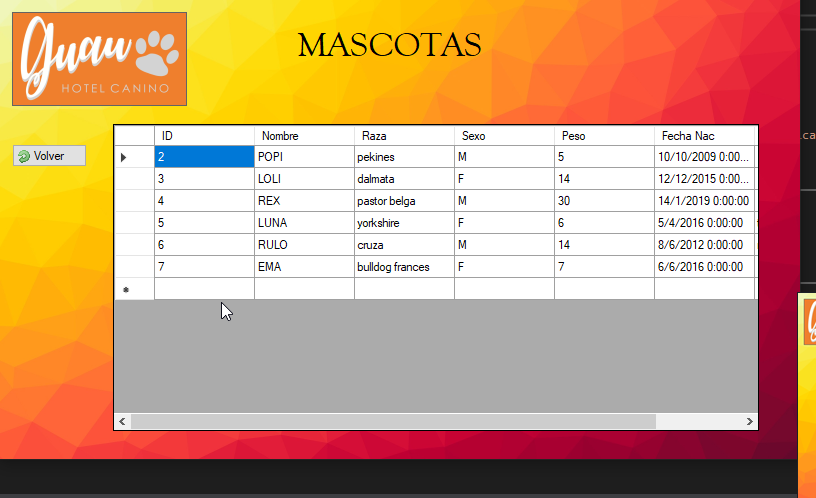 Guau
HOTEL CANINO
MASCOTAS
Volver
ID Nombre Raza Sexo Peso Fecha Nac
2 POPI pekines M 5 10/10/2009 0:00...
3 LOLI dalmata F 14 12/12/2015 0:00...
4 REX pastor belga M 30 14/1/2019 0:00:00
5 LUNA yorkshire F 6 5/4/2016 0:00:00
6 RULO cruza M 14 8/6/2012 0:00:00
7 EMA bulldog frances F 7 6/6/2016 0:00:00
.ca